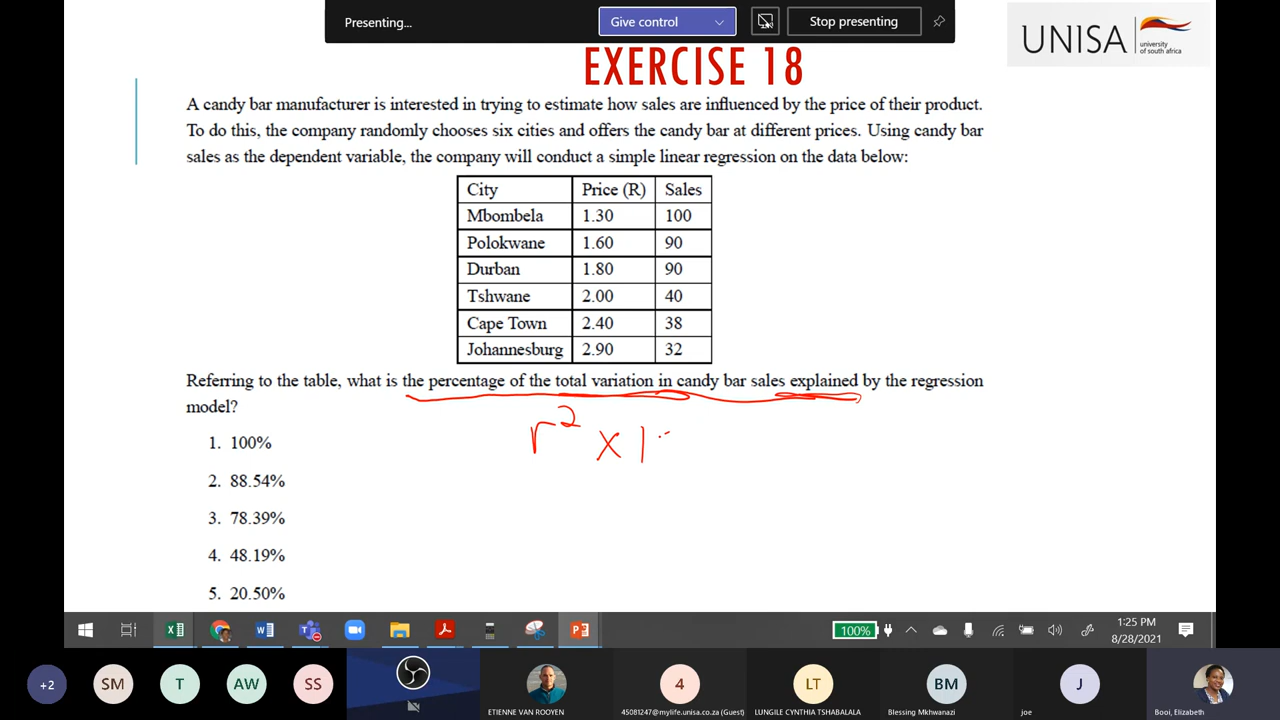 Presenting...
Give control
Stop presenting
UNISA
university
of south africa
EXERCISE 18
A candy bar manufacturer is interested in trying to estimate how sales are influenced by the price of their product.
To do this, the company randomly chooses six cities and offers the candy bar at different prices. Using candy bar
sales as the dependent variable, the company will conduct a simple linear regression on the data below:
City Price (R) Sales
Mbombela 1.30 100
Polokwane 1.60 90
Durban 1.80 90
Tshwane 2.00 40
Cape Town 2.40 38
Johannesburg 2.90 32
Referring to the table, what is the percentage of the total variation in candy bar sales explained by the regression
model?
r² × 1
1. 100%
2. 88.54%
3. 78.39%
4. 48.19%
5. 20.50%
100%
1:25 PM
8/28/2021
+2 SM T AW SS 4 LT BM J
ETIENNE VAN ROOYEN 45081247@mylife.unisa.co.za (Guest) LUNGILE CYNTHIA TSHABALALA Blessing Mkhwanazi joe Booi, Elizabeth